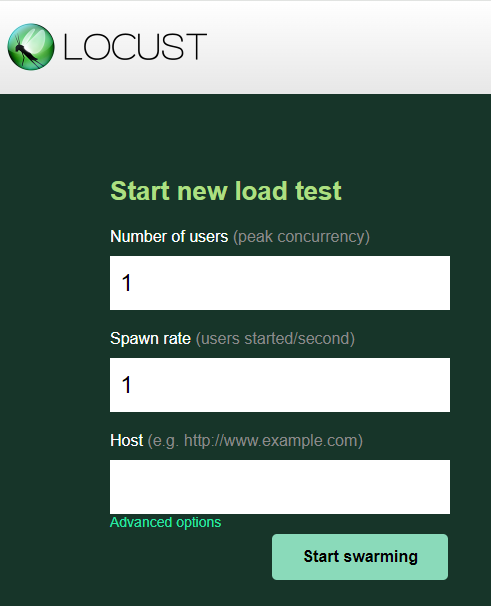 LOCUST
Start new load test
Number of users (peak concurrency)
1
Spawn rate (users started/second)
1
Host (e.g. http://www.example.com)
Advanced options
Start swarming